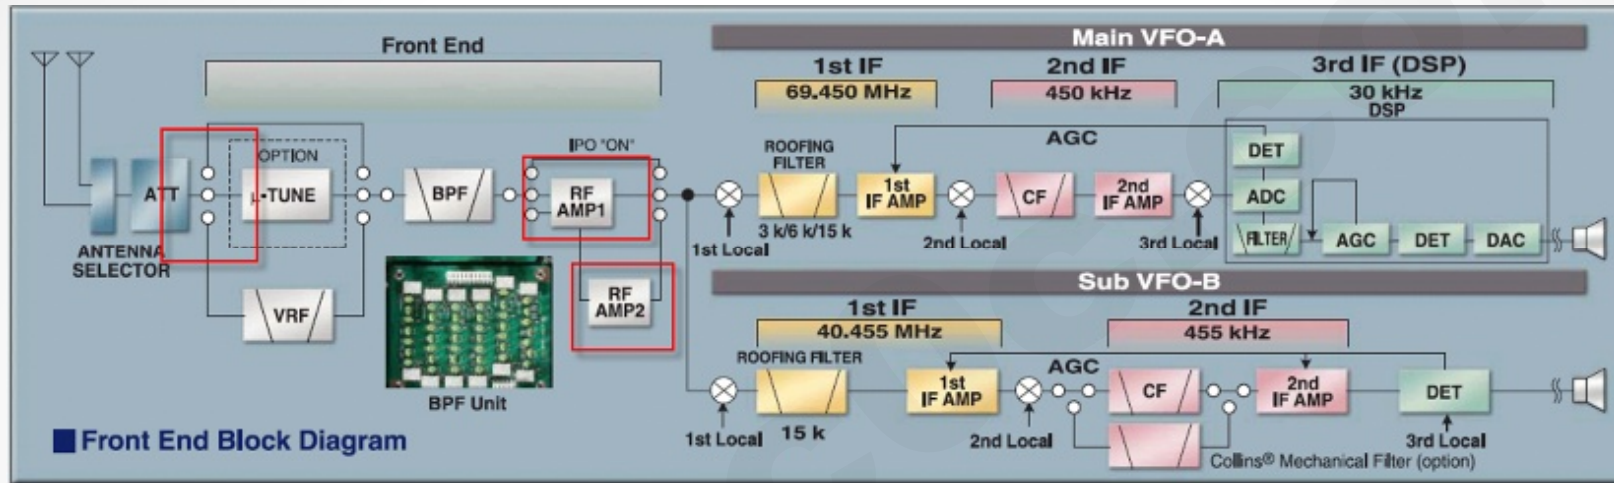 Front End
Main VFO-A
1st IF
2nd IF
3rd IF (DSP)
69.450 MHz
450 kHz
30 kHz
DSP
IPO "ON"
AGC
OPTION
ROOFING
FILTER
DET
ATT
μ-TUNE
BPF
RF
AMP1
1st
IF AMP
CF
2nd
IF AMP
ADC
3 k/6 k/15 k
FILTER
AGC
DET
DAC
1st Local
2nd Local
3rd Local
ANTENNA
SELECTOR
VRF
RF
AMP2
BPF Unit
Sub VFO-B
1st IF
2nd IF
40.455 MHz
455 kHz
ROOFING FILTER
AGC
1st
IF AMP
CF
2nd
IF AMP
DET
15 k
1st Local
2nd Local
3rd Local
Collins® Mechanical Filter (option)
Front End Block Diagram